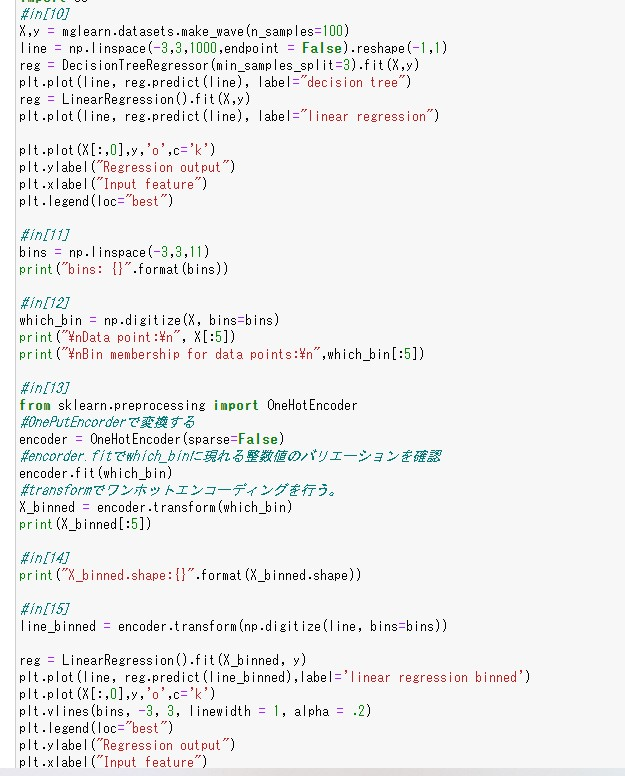 #in[10]
X,y = mglearn.datasets.make_wave(n_samples=100)
line = np.linspace(-3,3,1000,endpoint = False).reshape(-1,1)
reg = DecisionTreeRegressor(min_samples_split=3).fit(X,y)
plt.plot(line, reg.predict(line), label="decision tree")
reg = LinearRegression().fit(X,y)
plt.plot(line, reg.predict(line), label="linear regression")
plt.plot(X[:,0],y,'o',c='k')
plt.ylabel("Regression output")
plt.xlabel("Input feature")
plt.legend(loc="best")
#in[11]
bins = np.linspace(-3,3,11)
print("bins: {}".format(bins))
#in[12]
which_bin = np.digitize(X, bins=bins)
print("¥nData point:¥n", X[:5])
print("¥nBin membership for data points:¥n",which_bin[:5])
#in[13]
from sklearn.preprocessing import OneHotEncoder
#OnePutEncorderで変換する
encoder = OneHotEncoder(sparse=False)
#encorder.fitでwhich_binに現れる整数値のバリエーションを確認
encoder.fit(which_bin)
#transformでワンホットエンコーディングを行う。
X_binned = encoder.transform(which_bin)
print(X_binned[:5])
#in[14]
print("X_binned.shape:{}".format(X_binned.shape))
#in[15]
line_binned = encoder.transform(np.digitize(line, bins=bins))
reg = LinearRegression().fit(X_binned, y)
plt.plot(line, reg.predict(line_binned),label='linear regression binned')
plt.plot(X[:,0],y,'o',c='k')
plt.vlines(bins, -3, 3, linewidth = 1, alpha = .2)
plt.legend(loc="best")
plt.ylabel("Regression output")
plt.xlabel("Input feature")